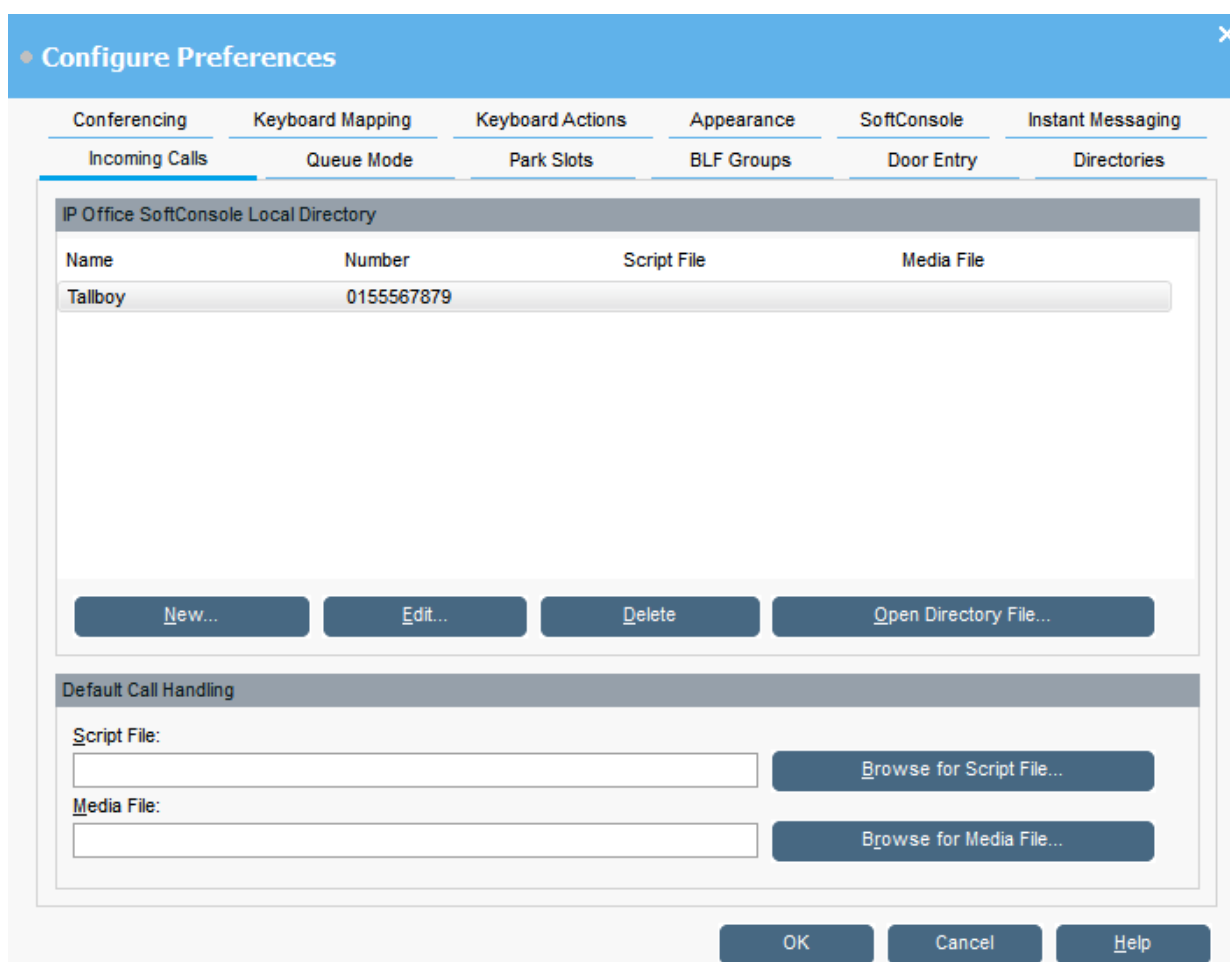 Configure Preferences
Conferencing Keyboard Mapping Keyboard Actions Appearance SoftConsole Instant Messaging
Incoming Calls Queue Mode Park Slots BLF Groups Door Entry Directories
IP Office SoftConsole Local Directory
Name Number Script File Media File
Tallboy 0155567879
New... Edit... Delete Open Directory File...
Default Call Handling
Script File:
Browse for Script File...
Media File:
Browse for Media File...
OK Cancel Help